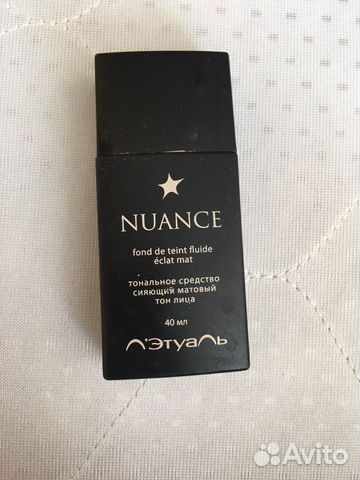 NUANCE
fond de teint fluide
éclat mat
тональное средство
сияющий матовый
тон лица
40 мл
Л'Этуаль
Avito